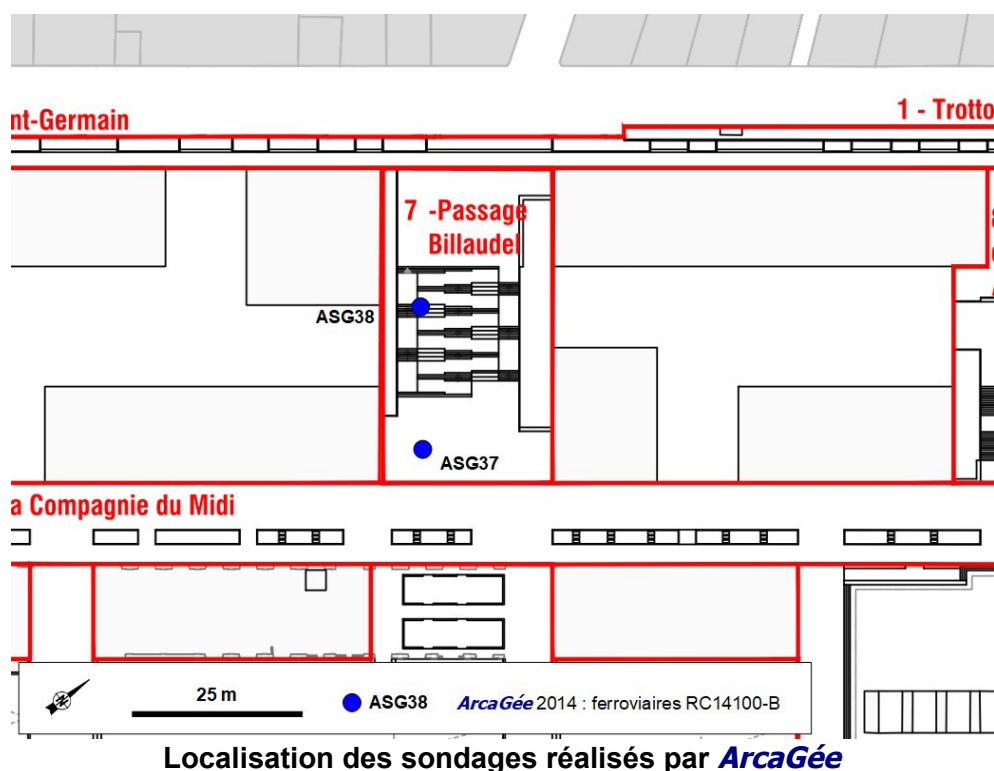 nt-Germain
1 - Trotto
7 -Passage
Billaudel
ASG38
ASG37
a Compagnie du Midi
25 m
ASG38
ArcaGée 2014 : ferroviaires RC14100-B
Localisation des sondages réalisés par ArcaGée